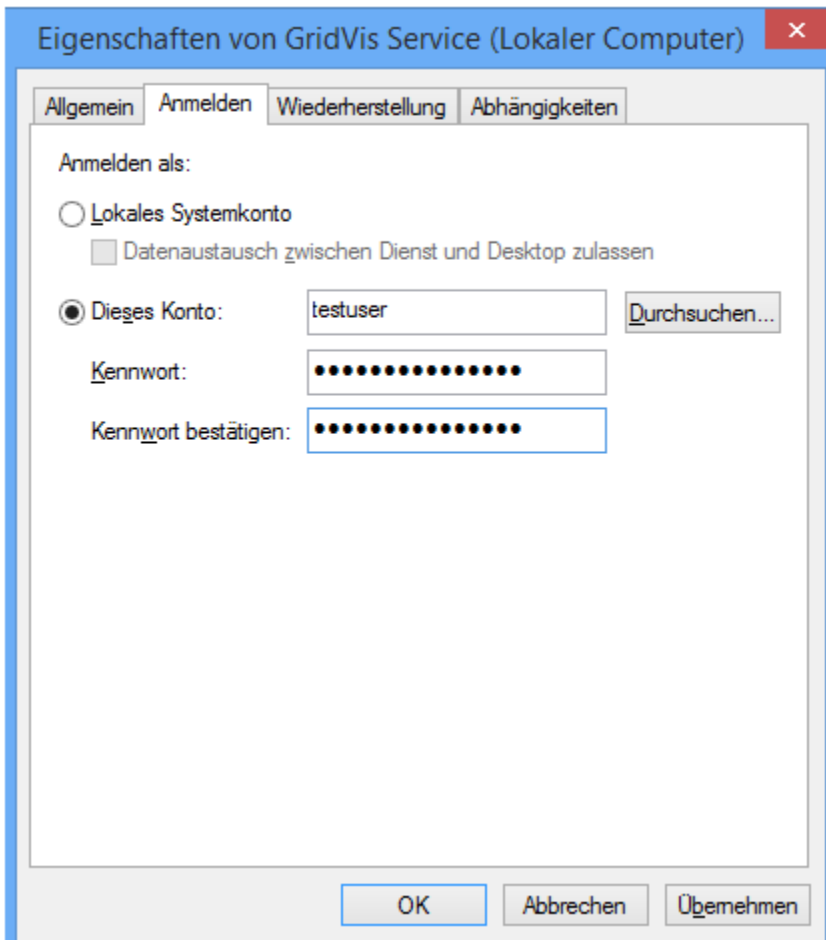 Eigenschaften von GridVis Service (Lokaler Computer)
Allgemein Anmelden Wiederherstellung Abhängigkeiten
Anmelden als:
Lokales Systemkonto
Datenaustausch zwischen Dienst und Desktop zulassen
Dieses Konto: testuser Durchsuchen...
Kennwort: •••••••••••••••
Kennwort bestätigen: •••••••••••••••
OK Abbrechen Übernehmen